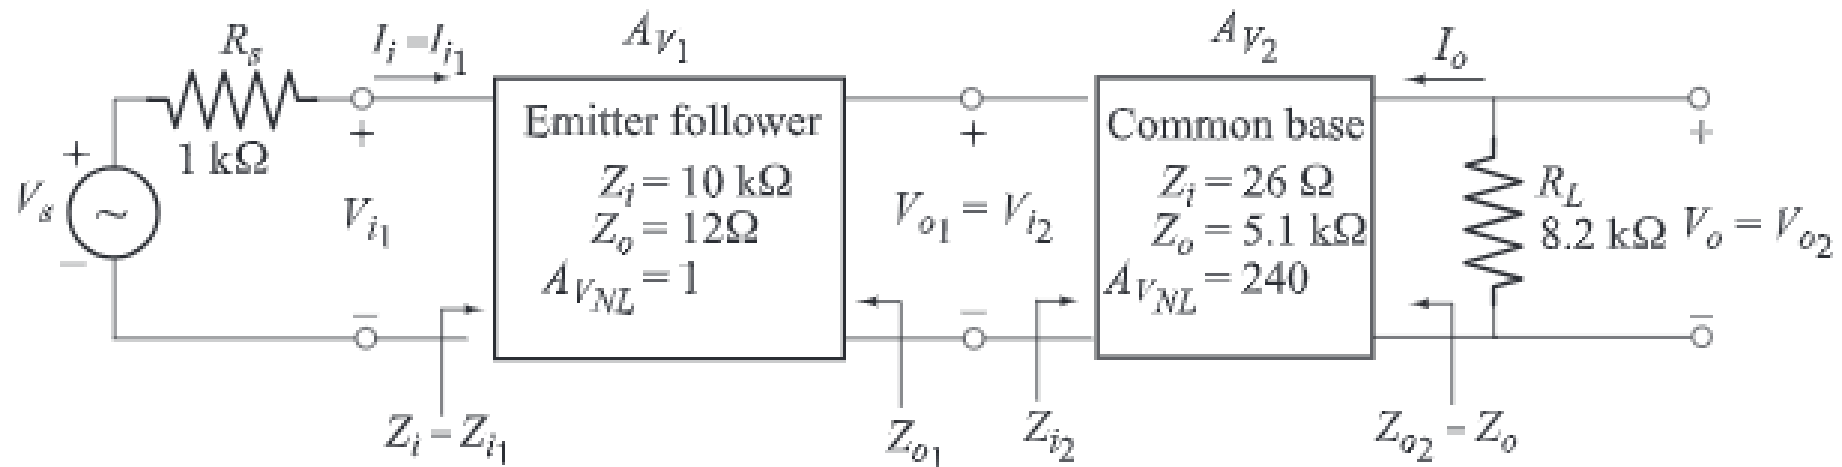 R_s
1 kΩ
+
V_s
~
−
I_i = I_{i_1}
+
V_{i_1}
−
Z_i = Z_{i_1}
A_{V_1}
Emitter follower
Z_i = 10 kΩ
Z_o = 12Ω
A_{V_{NL}} = 1
Z_{o_1}
+
V_{o_1} = V_{i_2}
−
Z_{i_2}
A_{V_2}
Common base
Z_i = 26 Ω
Z_o = 5.1 kΩ
A_{V_{NL}} = 240
I_o
R_L
8.2 kΩ
+
V_o = V_{o_2}
−
Z_{o_2} = Z_o